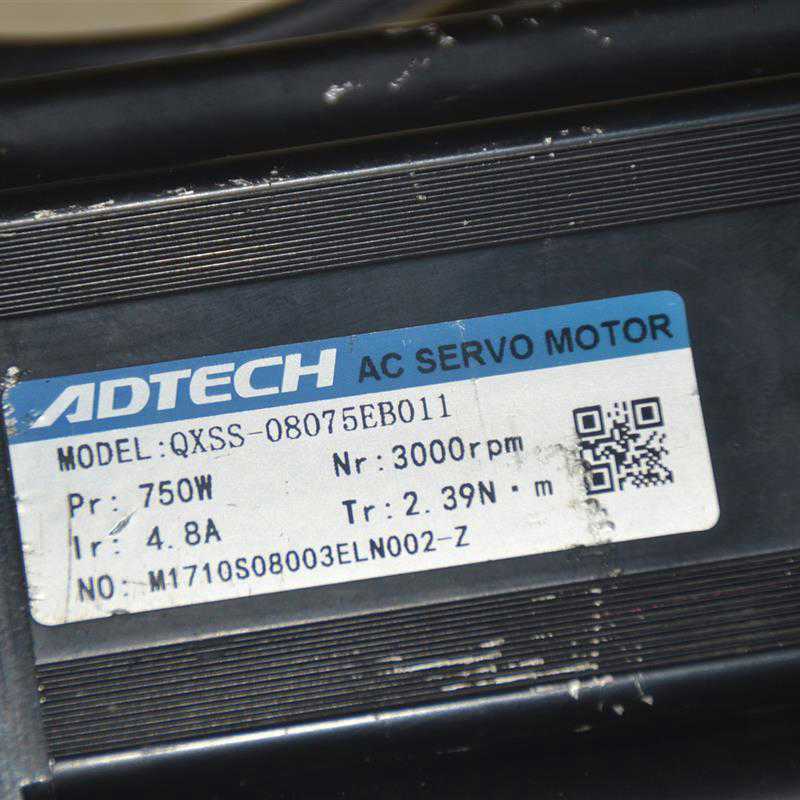 ADTECH AC SERVO MOTOR
MODEL:QXSS-08075EB011
Pr: 750W Nr:3000rpm
Ir: 4.8A Tr:2.39N·m
NO: M1710S08003ELN002-Z